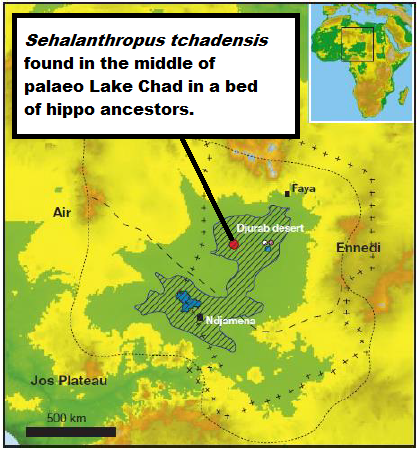 Sehalanthropus tchadensis
found in the middle of
palaeo Lake Chad in a bed
of hippo ancestors.
Faya
Air
Djurab desert
Ennedi
Ndjamena
Jos Plateau
500 km